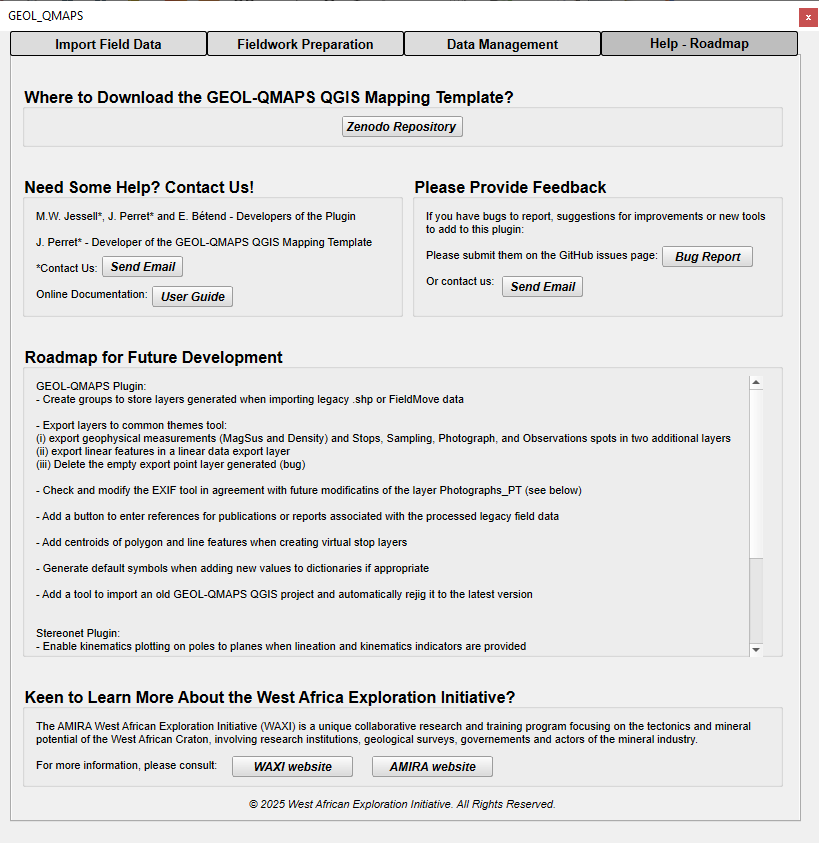 GEOL_QMAPS
x
Import Field Data
Fieldwork Preparation
Data Management
Help - Roadmap
Where to Download the GEOL-QMAPS QGIS Mapping Template?
Zenodo Repository
Need Some Help? Contact Us!
M.W. Jessell*, J. Perret* and E. Bétend - Developers of the Plugin
J. Perret* - Developer of the GEOL-QMAPS QGIS Mapping Template
*Contact Us:
Send Email
Online Documentation:
User Guide
Please Provide Feedback
If you have bugs to report, suggestions for improvements or new tools
to add to this plugin:
Please submit them on the GitHub issues page:
Bug Report
Or contact us:
Send Email
Roadmap for Future Development
GEOL-QMAPS Plugin:
- Create groups to store layers generated when importing legacy .shp or FieldMove data
- Export layers to common themes tool:
(i) export geophysical measurements (MagSus and Density) and Stops, Sampling, Photograph, and Observations spots in two additional layers
(ii) export linear features in a linear data export layer
(iii) Delete the empty export point layer generated (bug)
- Check and modify the EXIF tool in agreement with future modificatins of the layer Photographs_PT (see below)
- Add a button to enter references for publications or reports associated with the processed legacy field data
- Add centroids of polygon and line features when creating virtual stop layers
- Generate default symbols when adding new values to dictionaries if appropriate
- Add a tool to import an old GEOL-QMAPS QGIS project and automatically rejig it to the latest version
Stereonet Plugin:
- Enable kinematics plotting on poles to planes when lineation and kinematics indicators are provided
Keen to Learn More About the West Africa Exploration Initiative?
The AMIRA West African Exploration Initiative (WAXI) is a unique collaborative research and training program focusing on the tectonics and mineral
potential of the West African Craton, involving research institutions, geological surveys, governements and actors of the mineral industry.
For more information, please consult:
WAXI website
AMIRA website
© 2025 West African Exploration Initiative. All Rights Reserved.